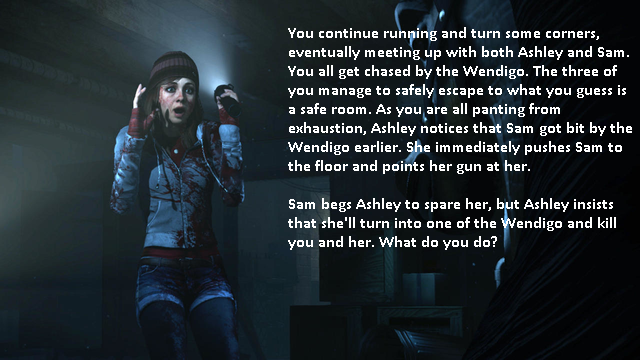 You continue running and turn some corners,
eventually meeting up with both Ashley and Sam.
You all get chased by the Wendigo. The three of
you manage to safely escape to what you guess is
a safe room. As you are all panting from
exhaustion, Ashley notices that Sam got bit by the
Wendigo earlier. She immediately pushes Sam to
the floor and points her gun at her.
Sam begs Ashley to spare her, but Ashley insists
that she'll turn into one of the Wendigo and kill
you and her. What do you do?